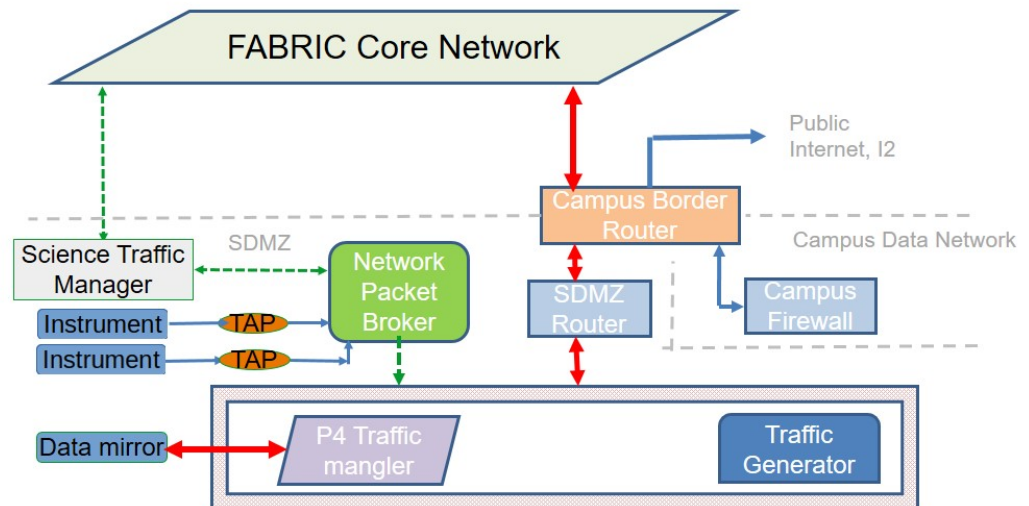 FABRIC Core Network
Public
Internet, I2
Campus Border
Router
SDMZ
Campus Data Network
Science Traffic
Manager
Network
Packet
Broker
SDMZ
Router
Campus
Firewall
Instrument
TAP
Instrument
TAP
Data mirror
P4 Traffic
mangler
Traffic
Generator